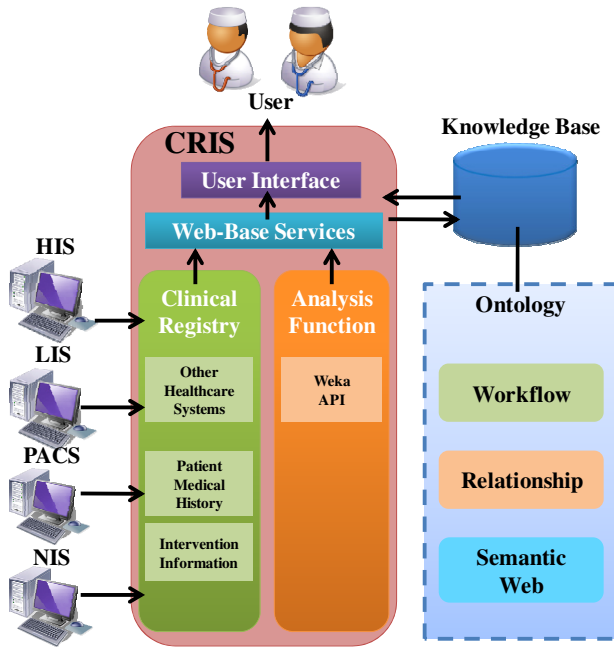 User
CRIS
Knowledge Base
User Interface
Web-Base Services
HIS
LIS
PACS
NIS
Clinical
Registry
Other
Healthcare
Systems
Patient
Medical
History
Intervention
Information
Analysis
Function
Weka
API
Ontology
Workflow
Relationship
Semantic
Web